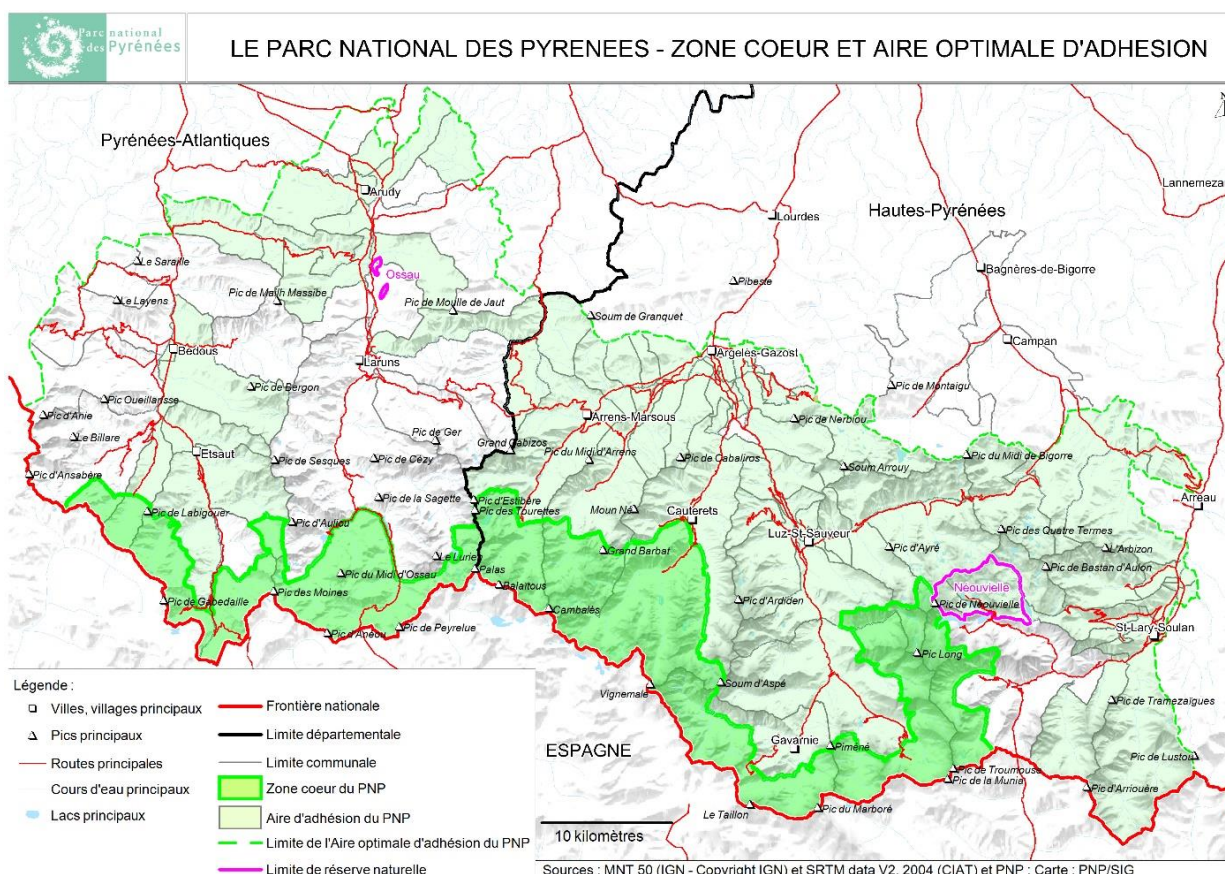 Parc national
des Pyrénées
LE PARC NATIONAL DES PYRENEES - ZONE COEUR ET AIRE OPTIMALE D'ADHESION
Pyrénées-Atlantiques
Hautes-Pyrénées
Lannemezan
Arudy
Lourdes
Bagnères-de-Bigorre
Le Saraille
Ossau
Pibeste
Le Layens
Pic de Mailh Massibe
Pic de Moulle de Jaut
Soum de Granquet
Campan
Bedous
Laruns
Argelès-Gazost
Pic de Bergon
Pic de Montaigu
Pic Oueillarisse
Pic d'Anie
Arrens-Marsous
Pic de Nerbiou
Le Billare
Pic de Ger
Grand Gabizos
Etsaut
Pic de Sesques
Pic de Cézy
Pic du Midi d'Arrens
Pic de Cabaliros
Soum Arrouy
Pic du Midi de Bigorre
Pic d'Ansabère
Pic de la Sagette
Pic d'Estibère
Pic des Tourettes
Moun Né
Cauterets
Arreau
Pic de Labigouer
Pic d'Auliou
Luz-St-Sauveur
Pic des Quatre Termes
Le Lurien
Grand Barbat
Pic d'Ayré
L'Arbizon
Pic du Midi d'Ossau
Palas
Pic de Bastan d'Aulon
Balaïtous
Néouvielle
Pic de Gabedaille
Pic des Moines
Cambalès
Pic d'Ardiden
Pic de Néouvielle
Pic d'Anéou
Pic de Peyrelue
St-Lary-Soulan
Pic Long
Vignemale
Soum d'Aspé
Pic de Tramezaïgues
ESPAGNE
Gavarnie
Piméné
Pic de Lustou
Pic de Troumouse
Pic de la Munia
Pic d'Arriouère
Le Taillon
Pic du Marboré
10 kilomètres
Légende :
Villes, villages principaux
Pics principaux
Routes principales
Cours d'eau principaux
Lacs principaux
Frontière nationale
Limite départementale
Limite communale
Zone coeur du PNP
Aire d'adhésion du PNP
Limite de l'Aire optimale d'adhésion du PNP
Limite de réserve naturelle
Sources : MNT 50 (IGN - Copyright IGN) et SRTM data V2, 2004 (CIAT) et PNP ; Carte : PNP/SIG